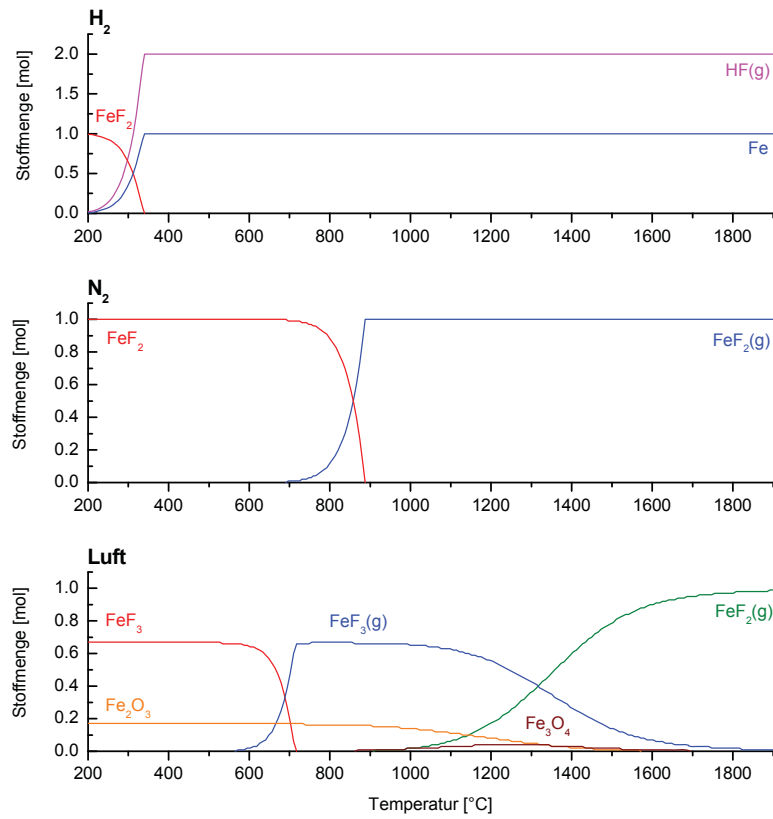 H₂
Stoffmenge [mol]
2.0
1.5
1.0
0.5
0.0
FeF₂
HF(g)
Fe
200 400 600 800 1000 1200 1400 1600 1800
N₂
Stoffmenge [mol]
1.0
0.8
0.6
0.4
0.2
0.0
FeF₂
FeF₂(g)
200 400 600 800 1000 1200 1400 1600 1800
Luft
Stoffmenge [mol]
1.0
0.8
0.6
0.4
0.2
0.0
FeF₃
FeF₃(g)
FeF₂(g)
Fe₂O₃
Fe₃O₄
200 400 600 800 1000 1200 1400 1600 1800
Temperatur [°C]